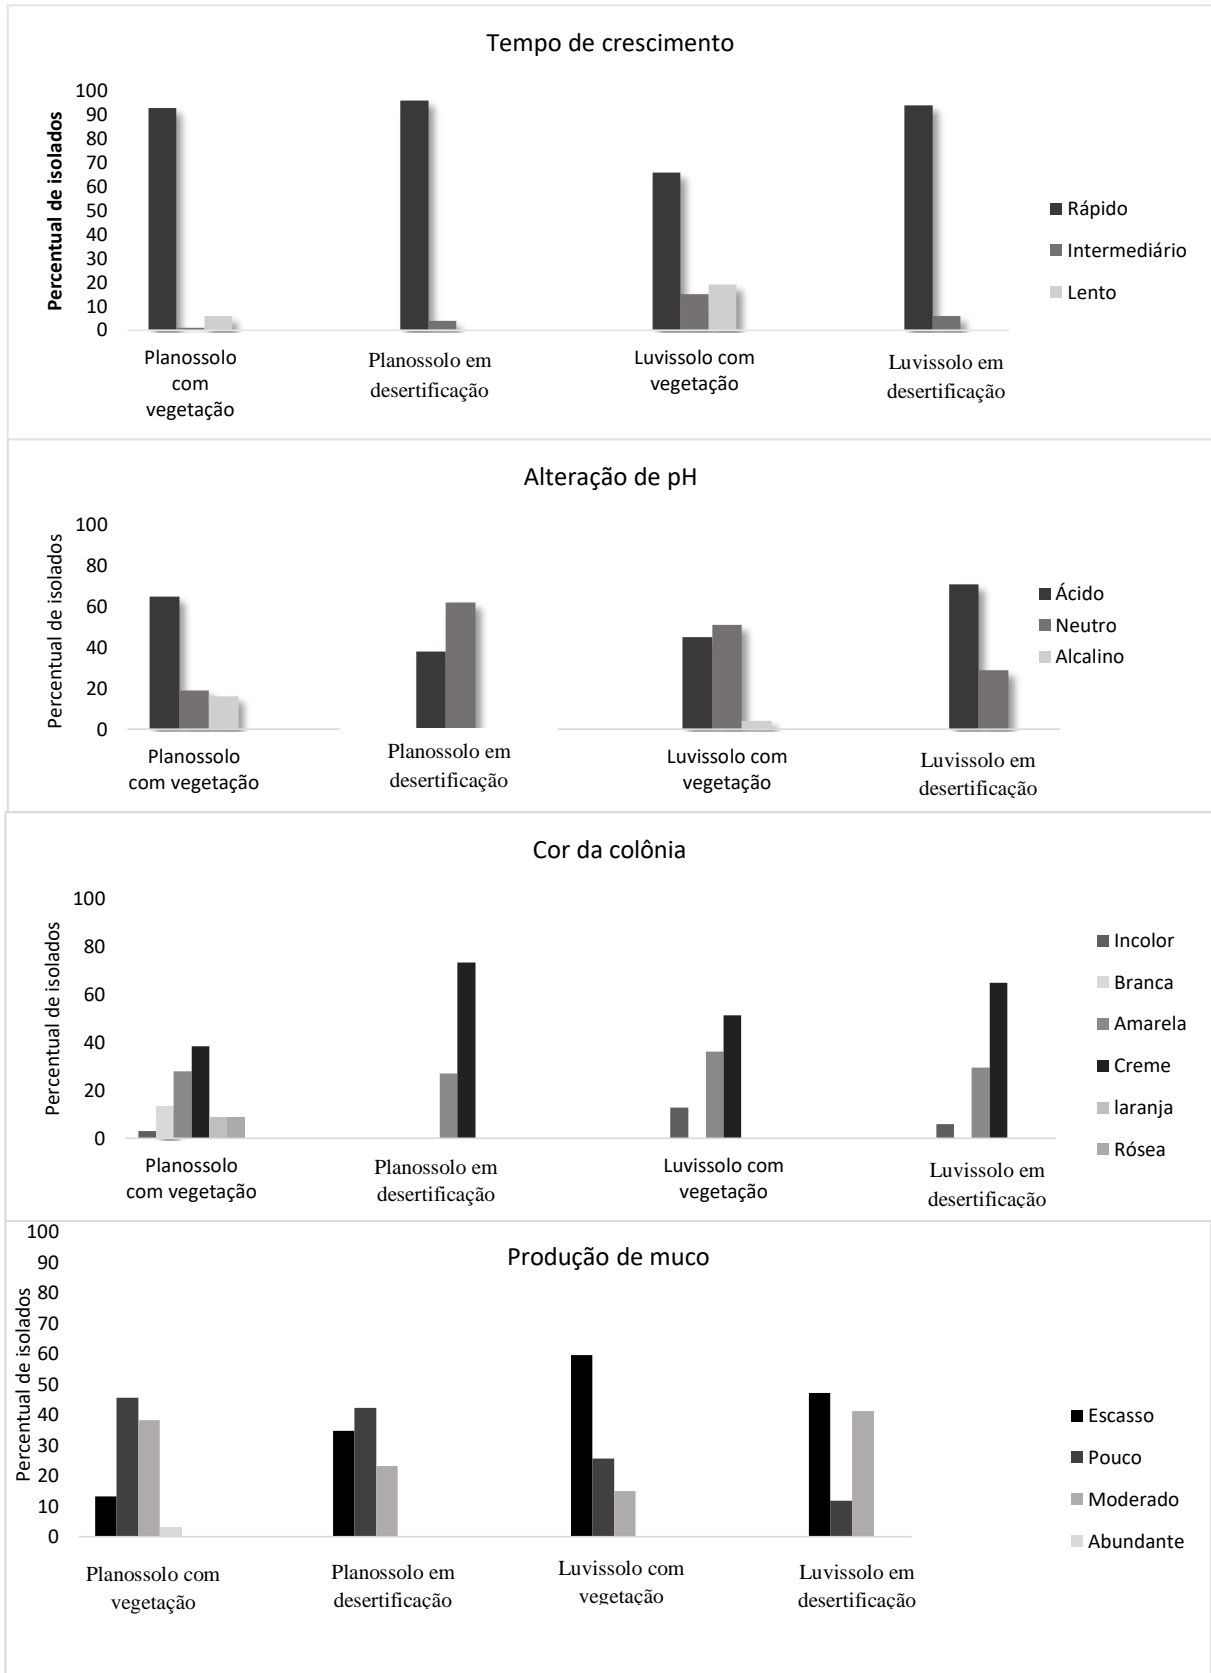 Tempo de crescimento
Percentual de isolados
100
90
80
70
60
50
40
30
20
10
0
Planossolo
com
vegetação
Planossolo em
desertificação
Luvissolo com
vegetação
Luvissolo em
desertificação
Rápido
Intermediário
Lento
Alteração de pH
Percentual de isolados
100
80
60
40
20
0
Planossolo
com vegetação
Planossolo em
desertificação
Luvissolo com
vegetação
Luvissolo em
desertificação
Ácido
Neutro
Alcalino
Cor da colônia
Percentual de isolados
100
80
60
40
20
0
Planossolo
com vegetação
Planossolo em
desertificação
Luvissolo com
vegetação
Luvissolo em
desertificação
Incolor
Branca
Amarela
Creme
laranja
Rósea
Produção de muco
Percentual de isolados
100
90
80
70
60
50
40
30
20
10
0
Planossolo com
vegetação
Planossolo em
desertificação
Luvissolo com
vegetação
Luvissolo em
desertificação
Escasso
Pouco
Moderado
Abundante